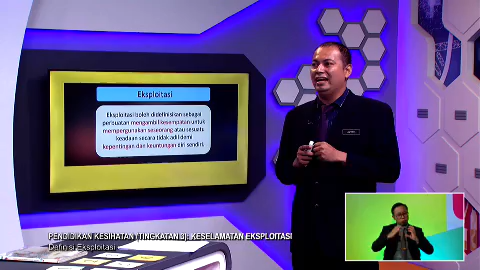 Eksploitasi
Eksploitasi boleh didefinisikan sebagai
perbuatan mengambil kesempatan untuk
mempergunakan seseorang atau sesuatu
keadaan secara tidak adil demi
kepentingan dan keuntungan diri sendiri.
PENDIDIKAN KESIHATAN (TINGKATAN 3): KESELAMATAN EKSPLOITASI
Definisi Eksploitasi